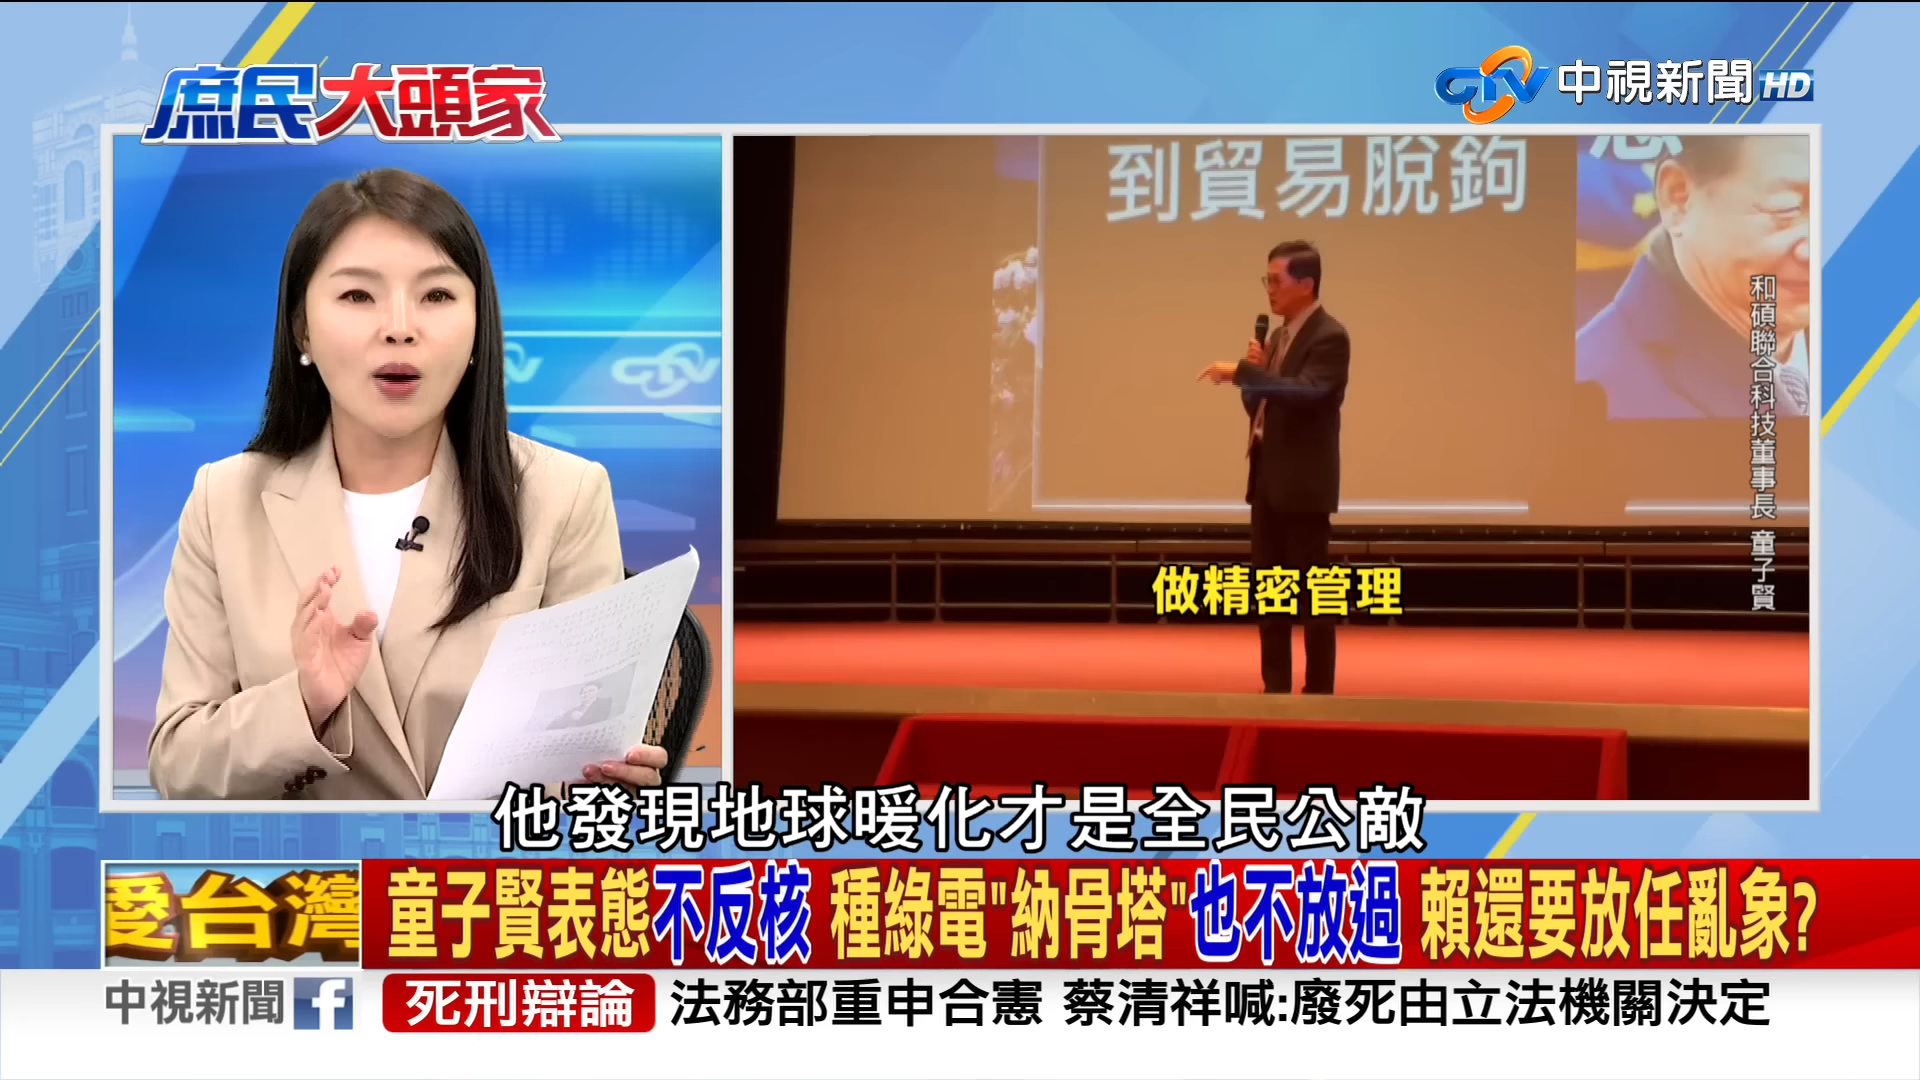 庶民大頭家
CTV 中視新聞 HD
到貿易脫鉤
和碩聯合科技董事長 童子賢
做精密管理
他發現地球暖化才是全民公敵
愛台灣
童子賢表態不反核 種綠電"納骨塔"也不放過 賴還要放任亂象?
中視新聞 f
死刑辯論 法務部重申合憲 蔡清祥喊:廢死由立法機關決定